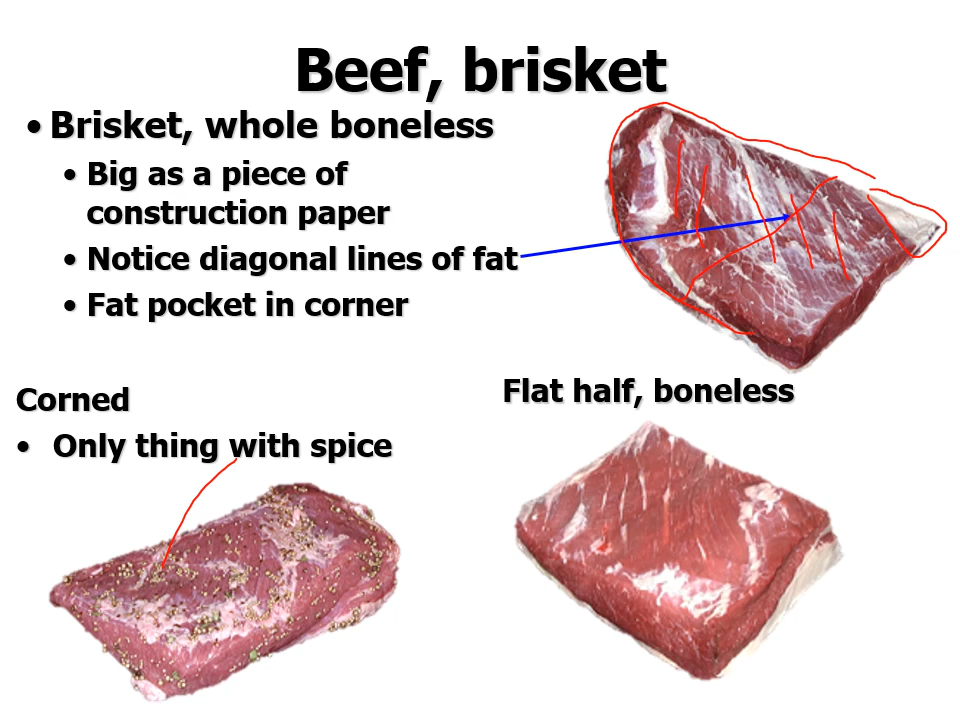 Beef, brisket
• Brisket, whole boneless
• Big as a piece of
construction paper
• Notice diagonal lines of fat
• Fat pocket in corner
Corned
• Only thing with spice
Flat half, boneless